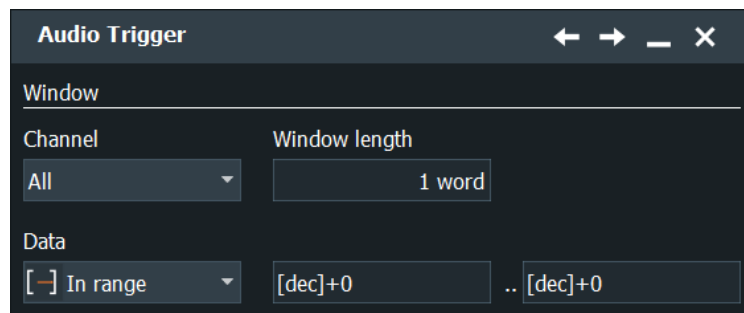 Audio Trigger
Window
Channel Window length
All 1 word
Data
In range [dec]+0 .. [dec]+0